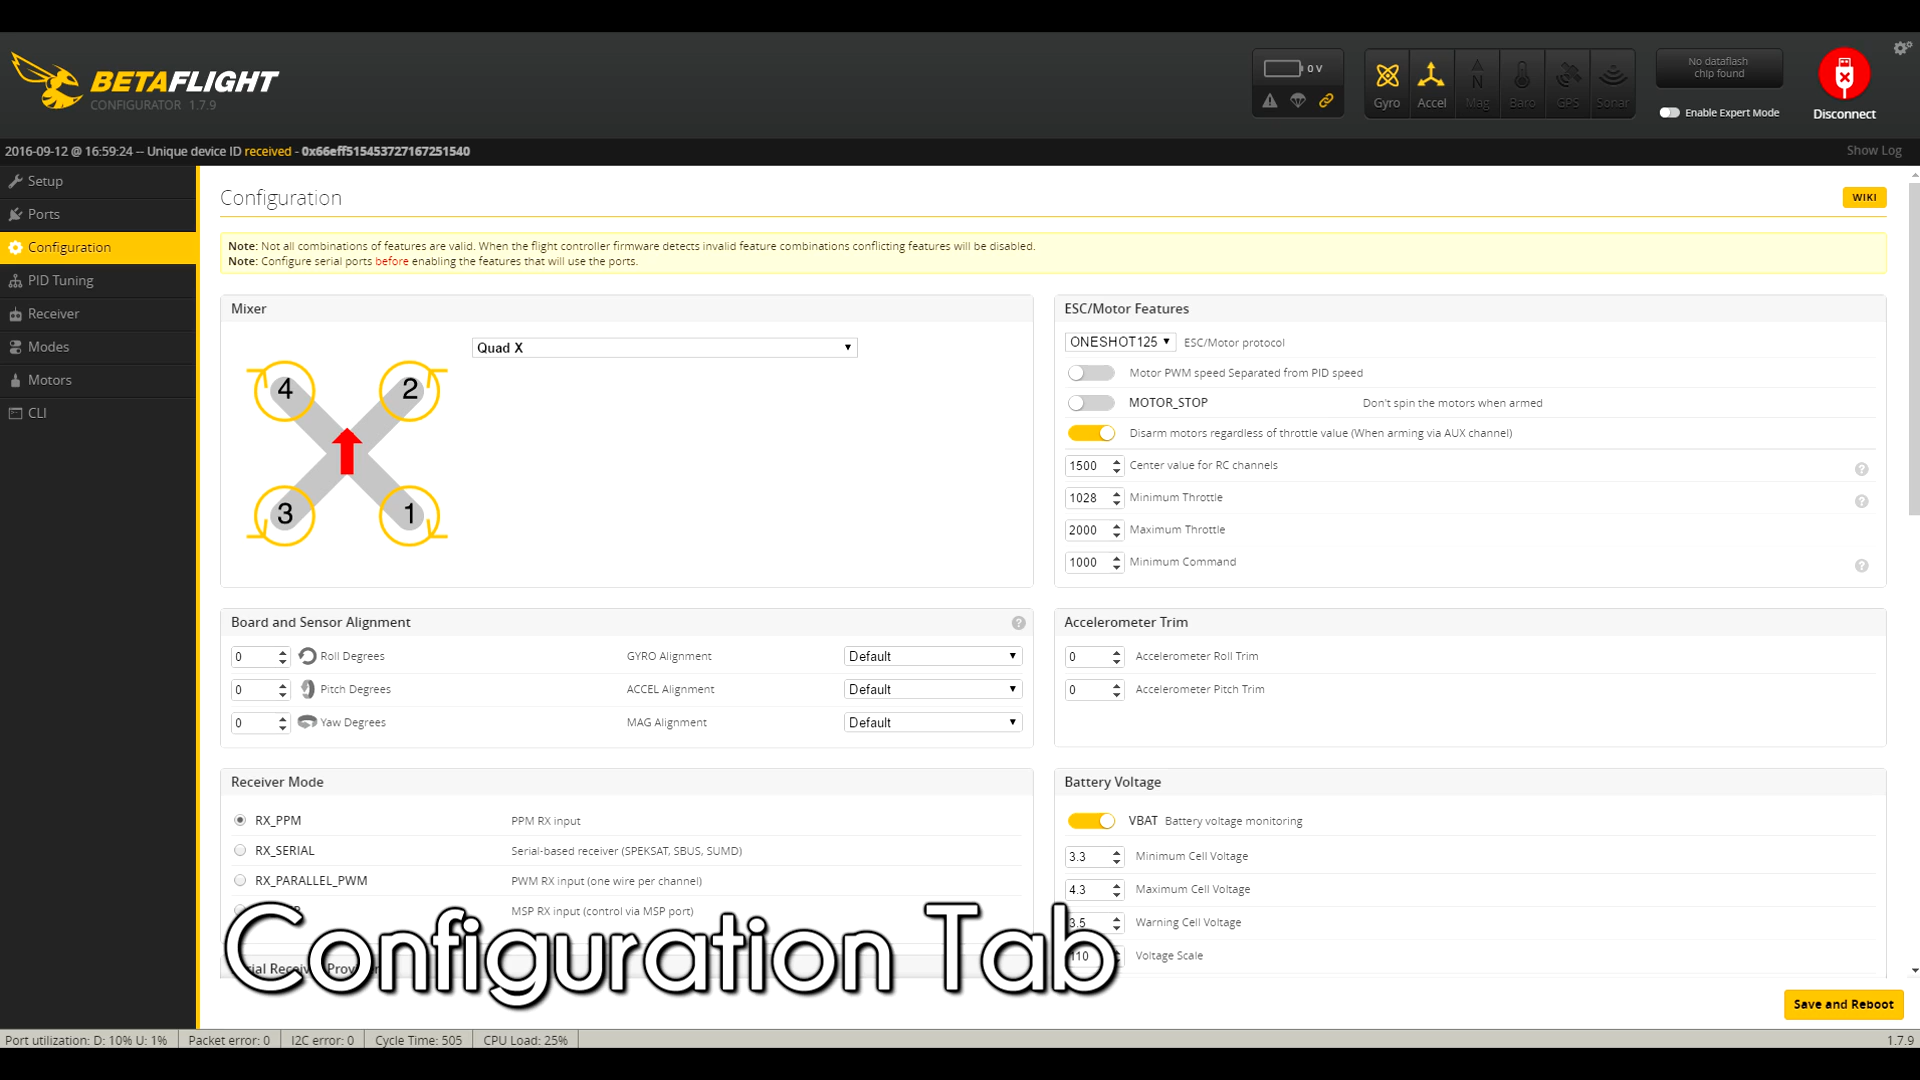 BETAFLIGHT
CONFIGURATOR 1.7.9
0 V
Gyro
Accel
Mag
Baro
GPS
Sonar
No dataflash
chip found
Enable Expert Mode
Disconnect
2016-09-12 @ 16:59:24 -- Unique device ID received - 0x66eff515453727167251540
Show Log
Setup
Ports
Configuration
PID Tuning
Receiver
Modes
Motors
CLI
Configuration
WIKI
Note: Not all combinations of features are valid. When the flight controller firmware detects invalid feature combinations conflicting features will be disabled.
Note: Configure serial ports before enabling the features that will use the ports.
Mixer
Quad X
4
2
3
1
ESC/Motor Features
ONESHOT125 ESC/Motor protocol
Motor PWM speed Separated from PID speed
MOTOR_STOP Don't spin the motors when armed
Disarm motors regardless of throttle value (When arming via AUX channel)
1500 Center value for RC channels ?
1028 Minimum Throttle ?
2000 Maximum Throttle
1000 Minimum Command ?
Board and Sensor Alignment ?
0 Roll Degrees GYRO Alignment Default
0 Pitch Degrees ACCEL Alignment Default
0 Yaw Degrees MAG Alignment Default
Accelerometer Trim
0 Accelerometer Roll Trim
0 Accelerometer Pitch Trim
Receiver Mode
RX_PPM PPM RX input
RX_SERIAL Serial-based receiver (SPEKSAT, SBUS, SUMD)
RX_PARALLEL_PWM PWM RX input (one wire per channel)
MSP RX input (control via MSP port)
Battery Voltage
VBAT Battery voltage monitoring
3.3 Minimum Cell Voltage
4.3 Maximum Cell Voltage
3.5 Warning Cell Voltage
110 Voltage Scale
Configuration Tab
Save and Reboot
Port utilization: D: 10% U: 1% Packet error: 0 I2C error: 0 Cycle Time: 505 CPU Load: 25% 1.7.9